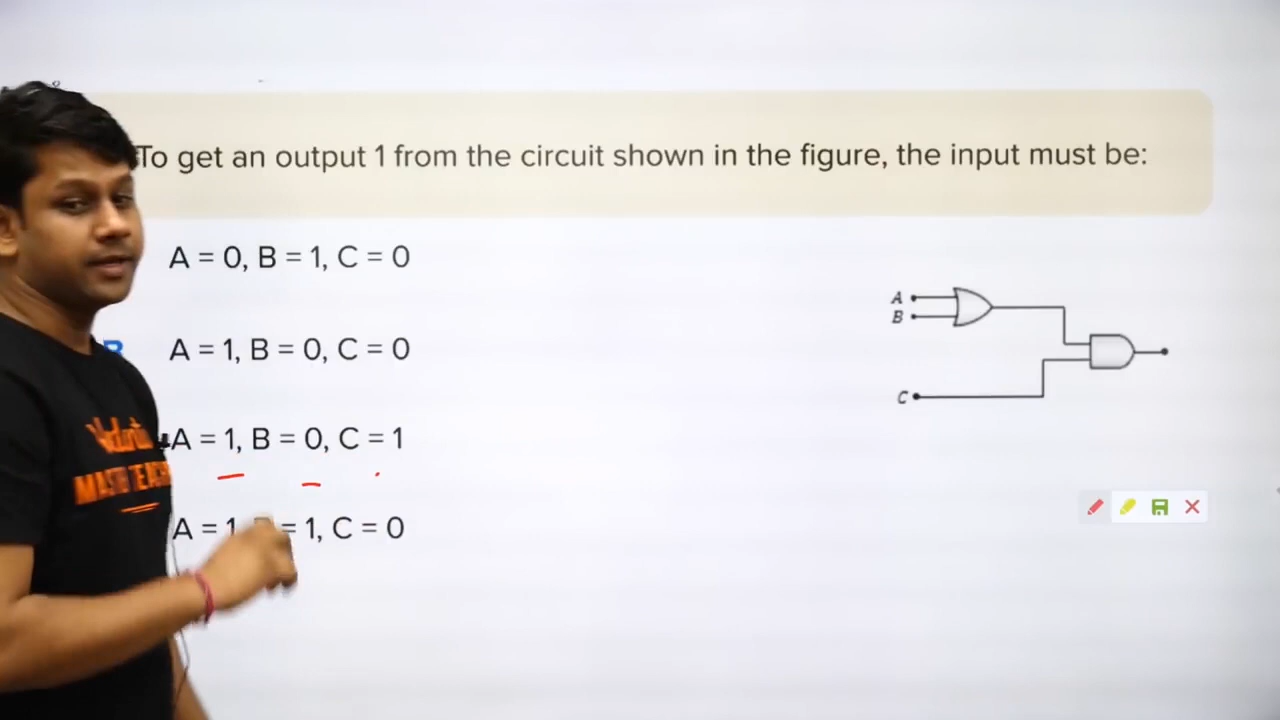 To get an output 1 from the circuit shown in the figure, the input must be:
A = 0, B = 1, C = 0
B A = 1, B = 0, C = 0
A = 1, B = 0, C = 1
A = 1, = 1, C = 0
A
B
C